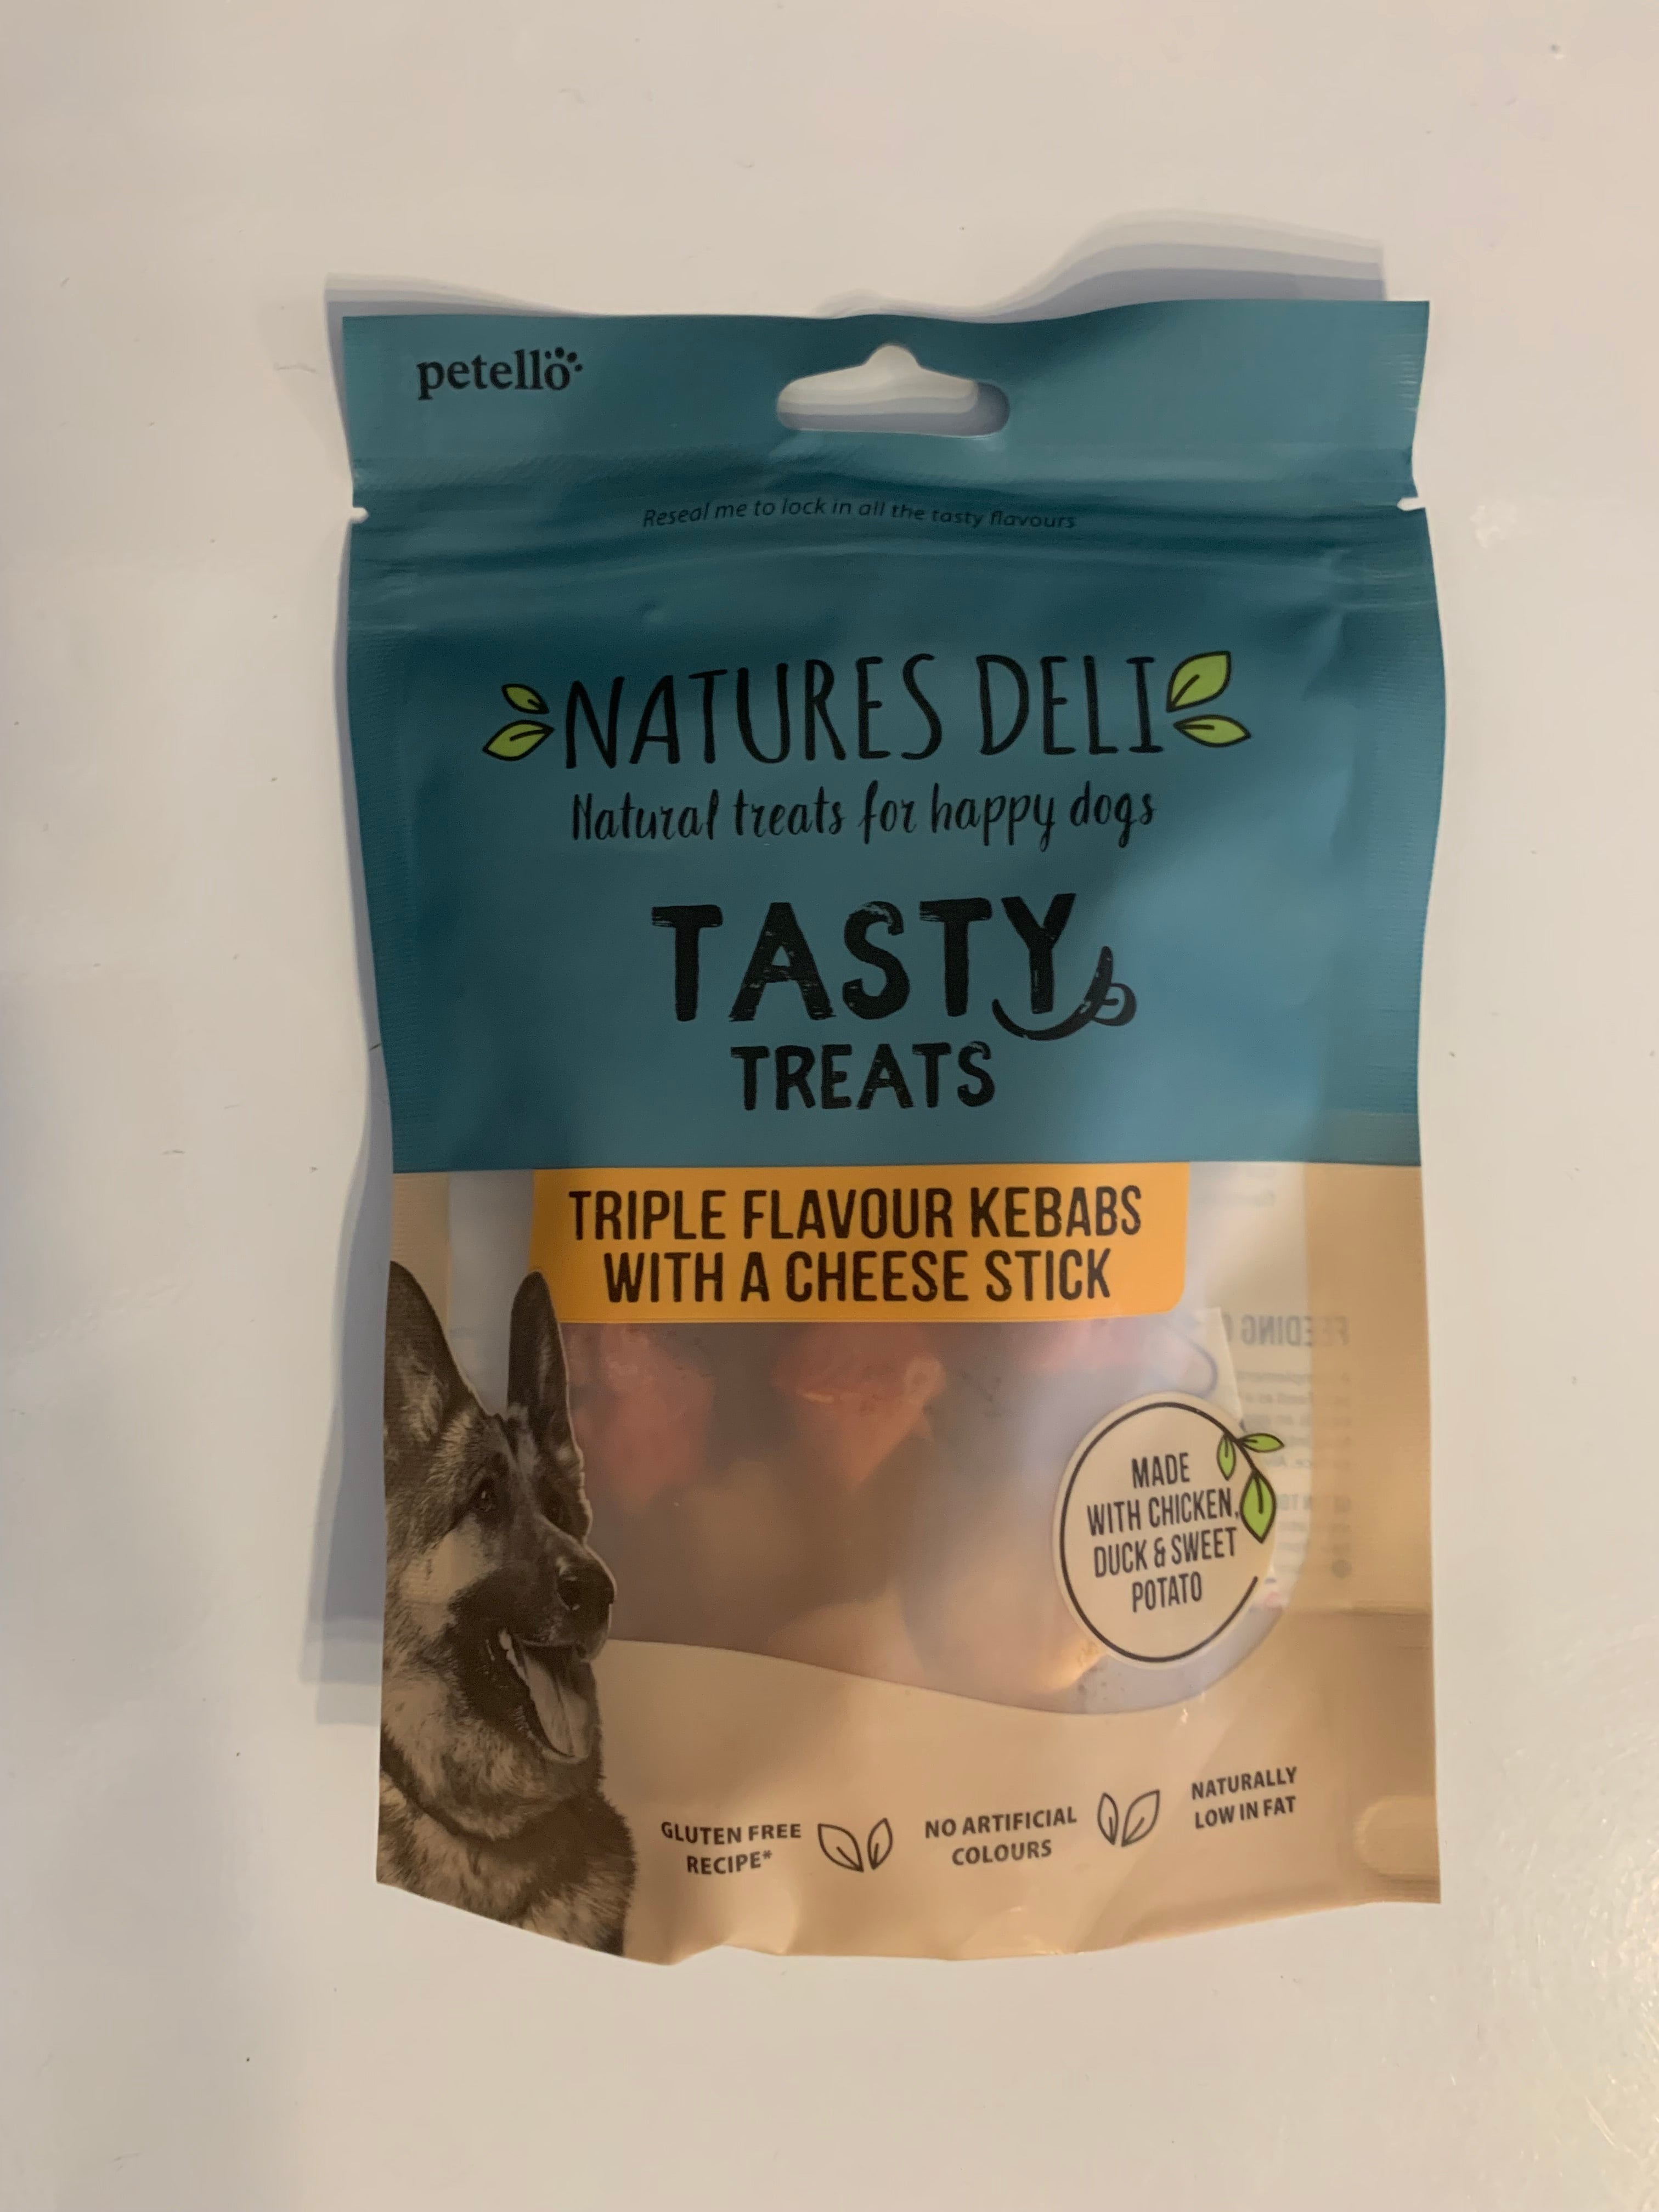 petello
Reseal me to lock in all the tasty flavours
NATURES DELI
Natural treats for happy dogs
TASTY
TREATS
TRIPLE FLAVOUR KEBABS
WITH A CHEESE STICK
MADE
WITH CHICKEN,
DUCK & SWEET
POTATO
GLUTEN FREE
RECIPE*
NO ARTIFICIAL
COLOURS
NATURALLY
LOW IN FAT